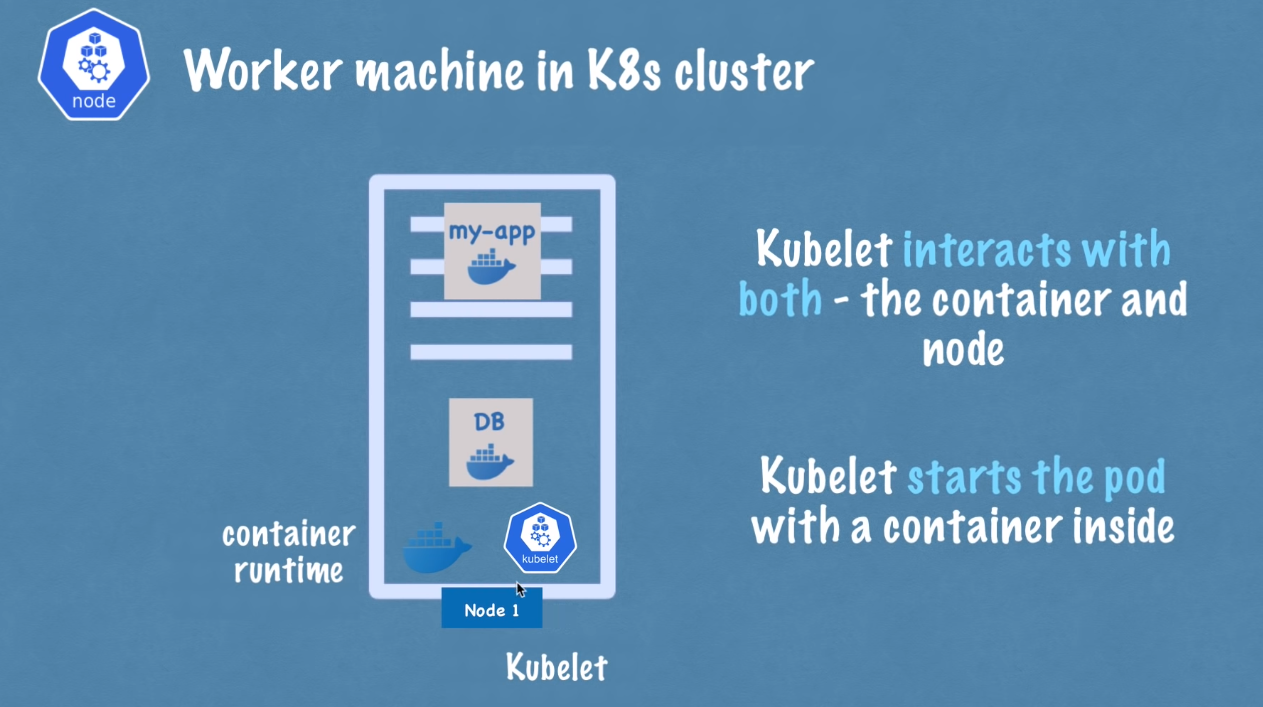 node
Worker machine in K8s cluster
my-app
DB
container
runtime
kubelet
Node 1
Kubelet
Kubelet interacts with
both - the container and
node
Kubelet starts the pod
with a container inside